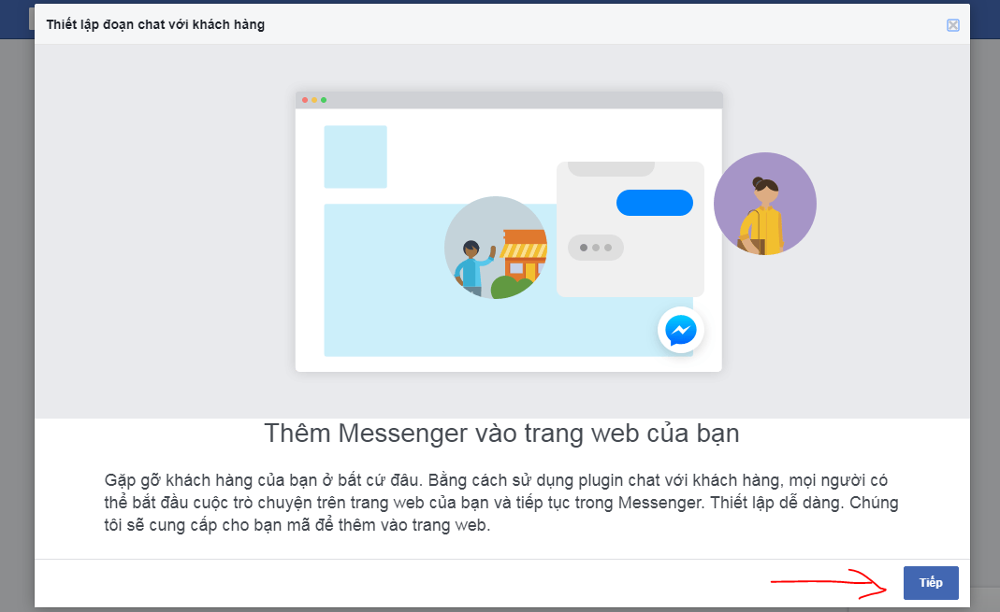 Thiết lập đoạn chat với khách hàng
Thêm Messenger vào trang web của bạn
Gặp gỡ khách hàng của bạn ở bất cứ đâu. Bằng cách sử dụng plugin chat với khách hàng, mọi người có
thể bắt đầu cuộc trò chuyện trên trang web của bạn và tiếp tục trong Messenger. Thiết lập dễ dàng. Chúng
tôi sẽ cung cấp cho bạn mã để thêm vào trang web.
Tiếp